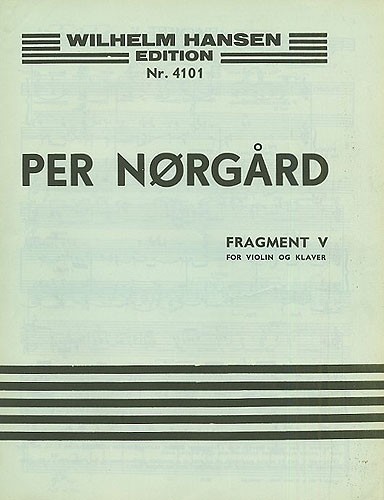 WILHELM HANSEN
EDITION
Nr. 4101
PER NØRGÅRD
FRAGMENT V
FOR VIOLIN OG KLAVER